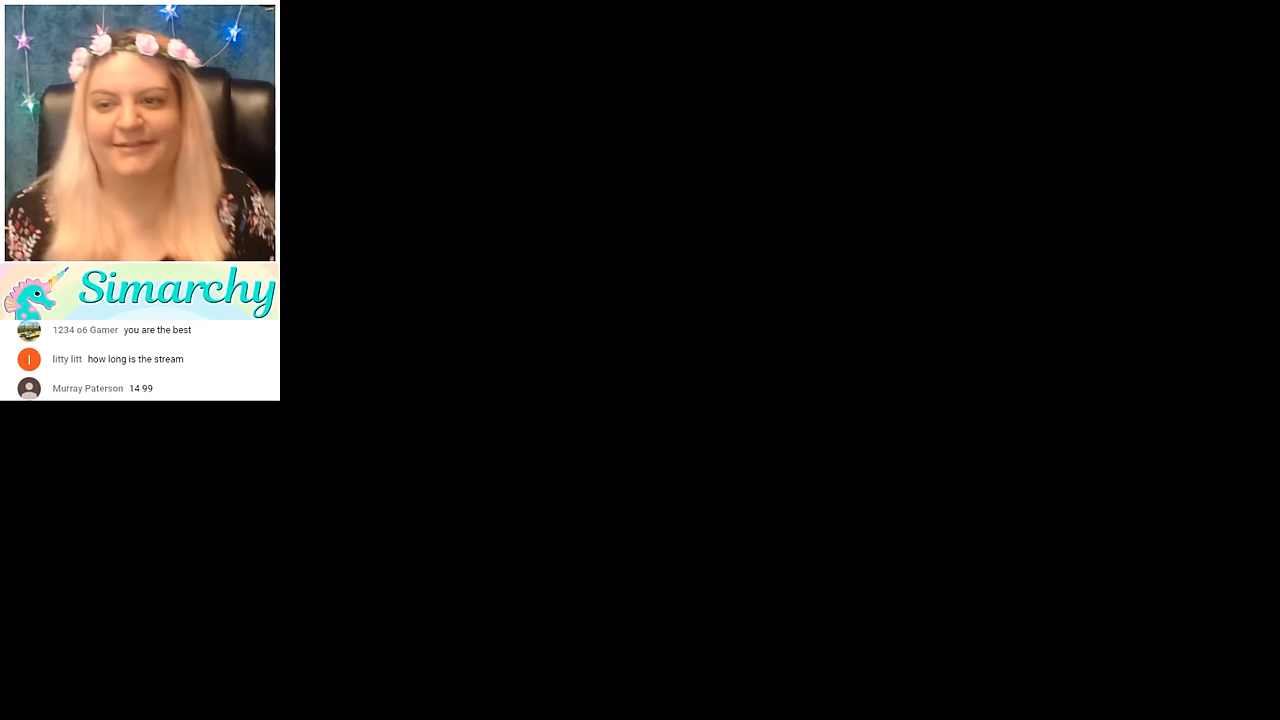 Simarchy
1234 o6 Gamer you are the best
litty litt how long is the stream
Murray Paterson 14 99